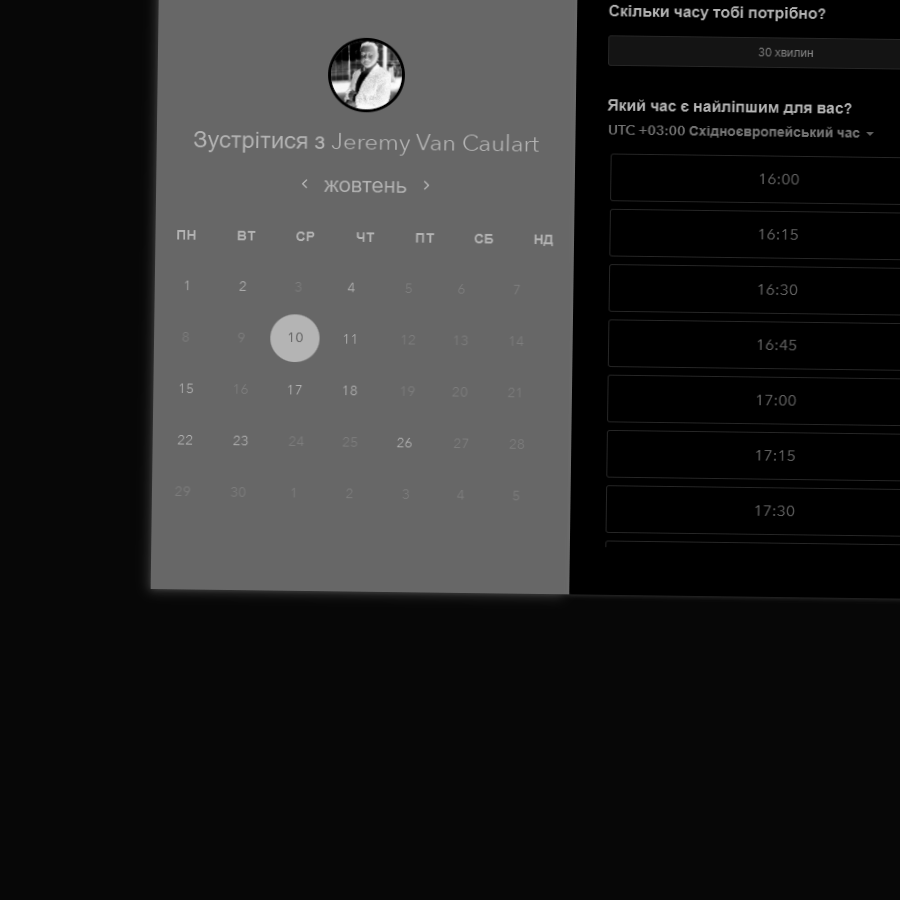 Зустрітися з Jeremy Van Caulart
‹ жовтень ›
ПН ВТ СР ЧТ ПТ СБ НД
1 2 3 4 5 6 7
8 9 10 11 12 13 14
15 16 17 18 19 20 21
22 23 24 25 26 27 28
29 30 1 2 3 4 5
Скільки часу тобі потрібно?
30 хвилин
Який час є найліпшим для вас?
UTC +03:00 Східноєвропейський час
16:00
16:15
16:30
16:45
17:00
17:15
17:30